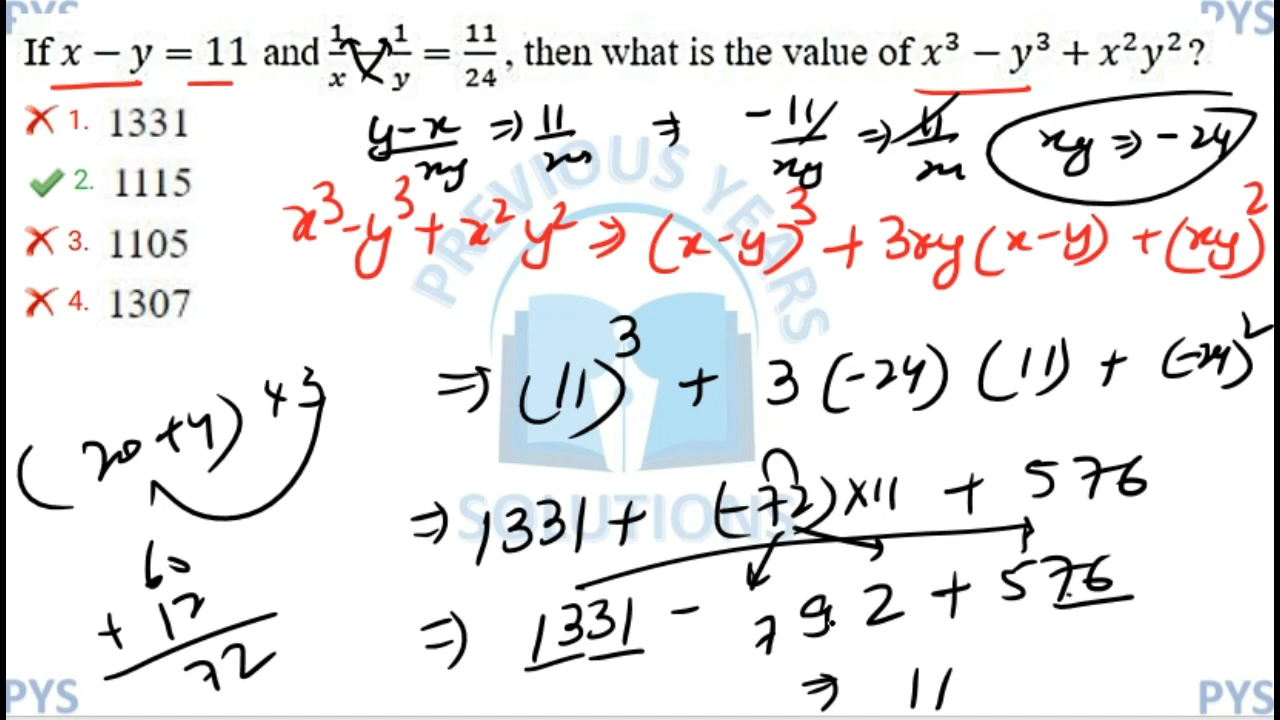 PYS PYS
If x − y = 11 and 1/x − 1/y = 11/24, then what is the value of x³ − y³ + x²y²?
1. 1331
2. 1115
3. 1105
4. 1307
(y-x)/xy ⇒ 11/24 ⇒ -11/xy ⇒ 11/24 xy ⇒ -24
x³-y³+x²y² ⇒ (x-y)³ + 3xy(x-y) + (xy)²
⇒ (11)³ + 3(-24)(11) + (-24)²
(20+4)×3
⇒ 1331 + (-72)×11 + 576
60
+ 12
72
⇒ 1331 - 792 + 576
⇒ 11
PREVIOUS YEARS
SOLUTIONS
PYS PYS